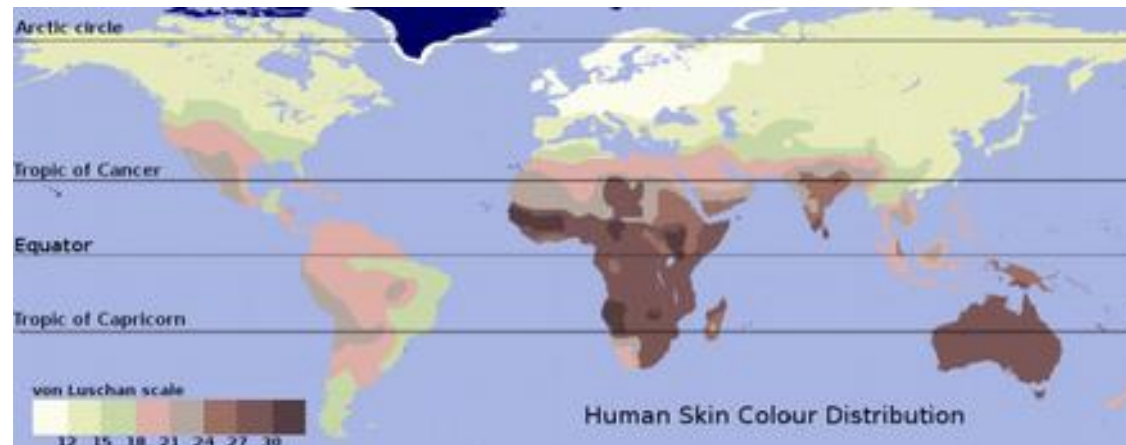 Arctic circle
Tropic of Cancer
Equator
Tropic of Capricorn
von Luschan scale
12 15 18 21 24 27 30
Human Skin Colour Distribution